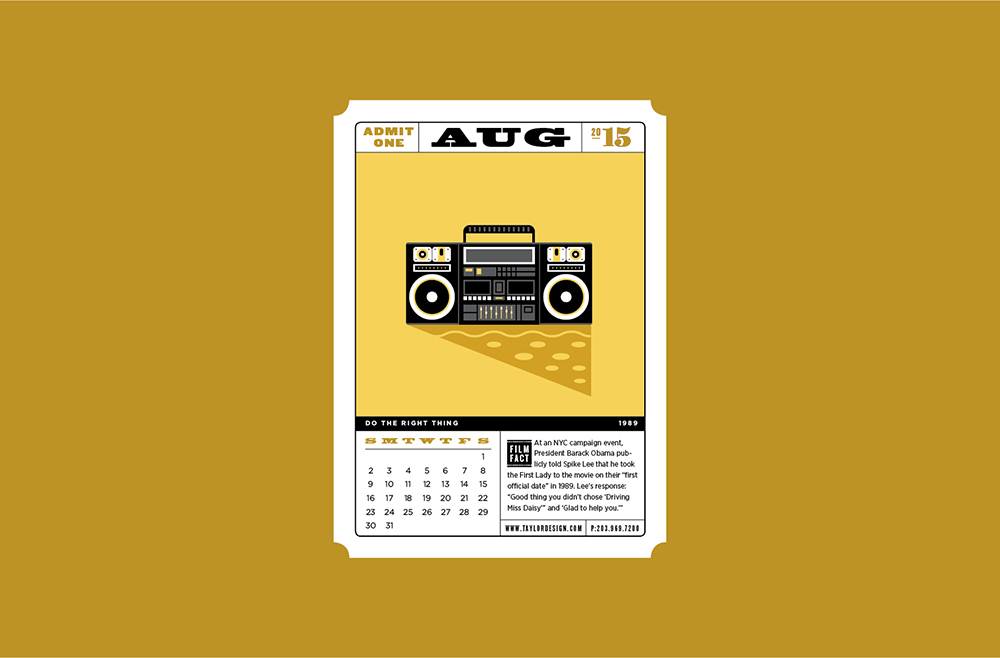 ADMIT
ONE
AUG
20
15
DO THE RIGHT THING
1989
S M T W T F S
1
2 3 4 5 6 7 8
9 10 11 12 13 14 15
16 17 18 19 20 21 22
23 24 25 26 27 28 29
30 31
FILM
FACT
At an NYC campaign event,
President Barack Obama pub-
licly told Spike Lee that he took
the First Lady to the movie on their “first
official date” in 1989. Lee’s response:
“Good thing you didn’t chose ‘Driving
Miss Daisy’” and ‘Glad to help you.’”
WWW.TAYLORDESIGN.COM
P:203.969.7200